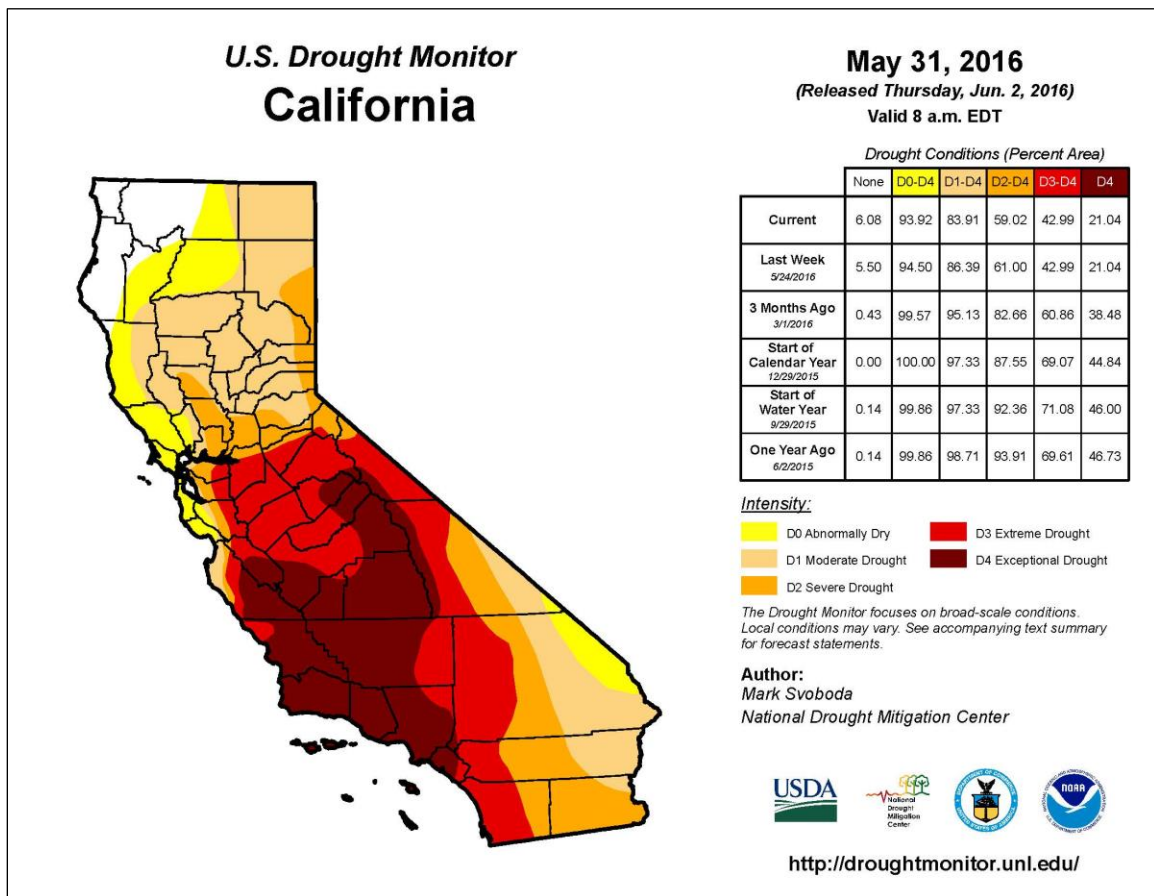 U.S. Drought Monitor
California
May 31, 2016
(Released Thursday, Jun. 2, 2016)
Valid 8 a.m. EDT
Drought Conditions (Percent Area)
None D0-D4 D1-D4 D2-D4 D3-D4 D4
Current 6.08 93.92 83.91 59.02 42.99 21.04
Last Week
5/24/2016
5.50 94.50 86.39 61.00 42.99 21.04
3 Months Ago
3/1/2016
0.43 99.57 95.13 82.66 60.86 38.48
Start of
Calendar Year
12/29/2015
0.00 100.00 97.33 87.55 69.07 44.84
Start of
Water Year
9/29/2015
0.14 99.86 97.33 92.36 71.08 46.00
One Year Ago
6/2/2015
0.14 99.86 98.71 93.91 69.61 46.73
Intensity:
D0 Abnormally Dry
D1 Moderate Drought
D2 Severe Drought
D3 Extreme Drought
D4 Exceptional Drought
The Drought Monitor focuses on broad-scale conditions.
Local conditions may vary. See accompanying text summary
for forecast statements.
Author:
Mark Svoboda
National Drought Mitigation Center
USDA
National
Drought
Mitigation
Center
DEPARTMENT OF COMMERCE
UNITED STATES OF AMERICA
NOAA
http://droughtmonitor.unl.edu/